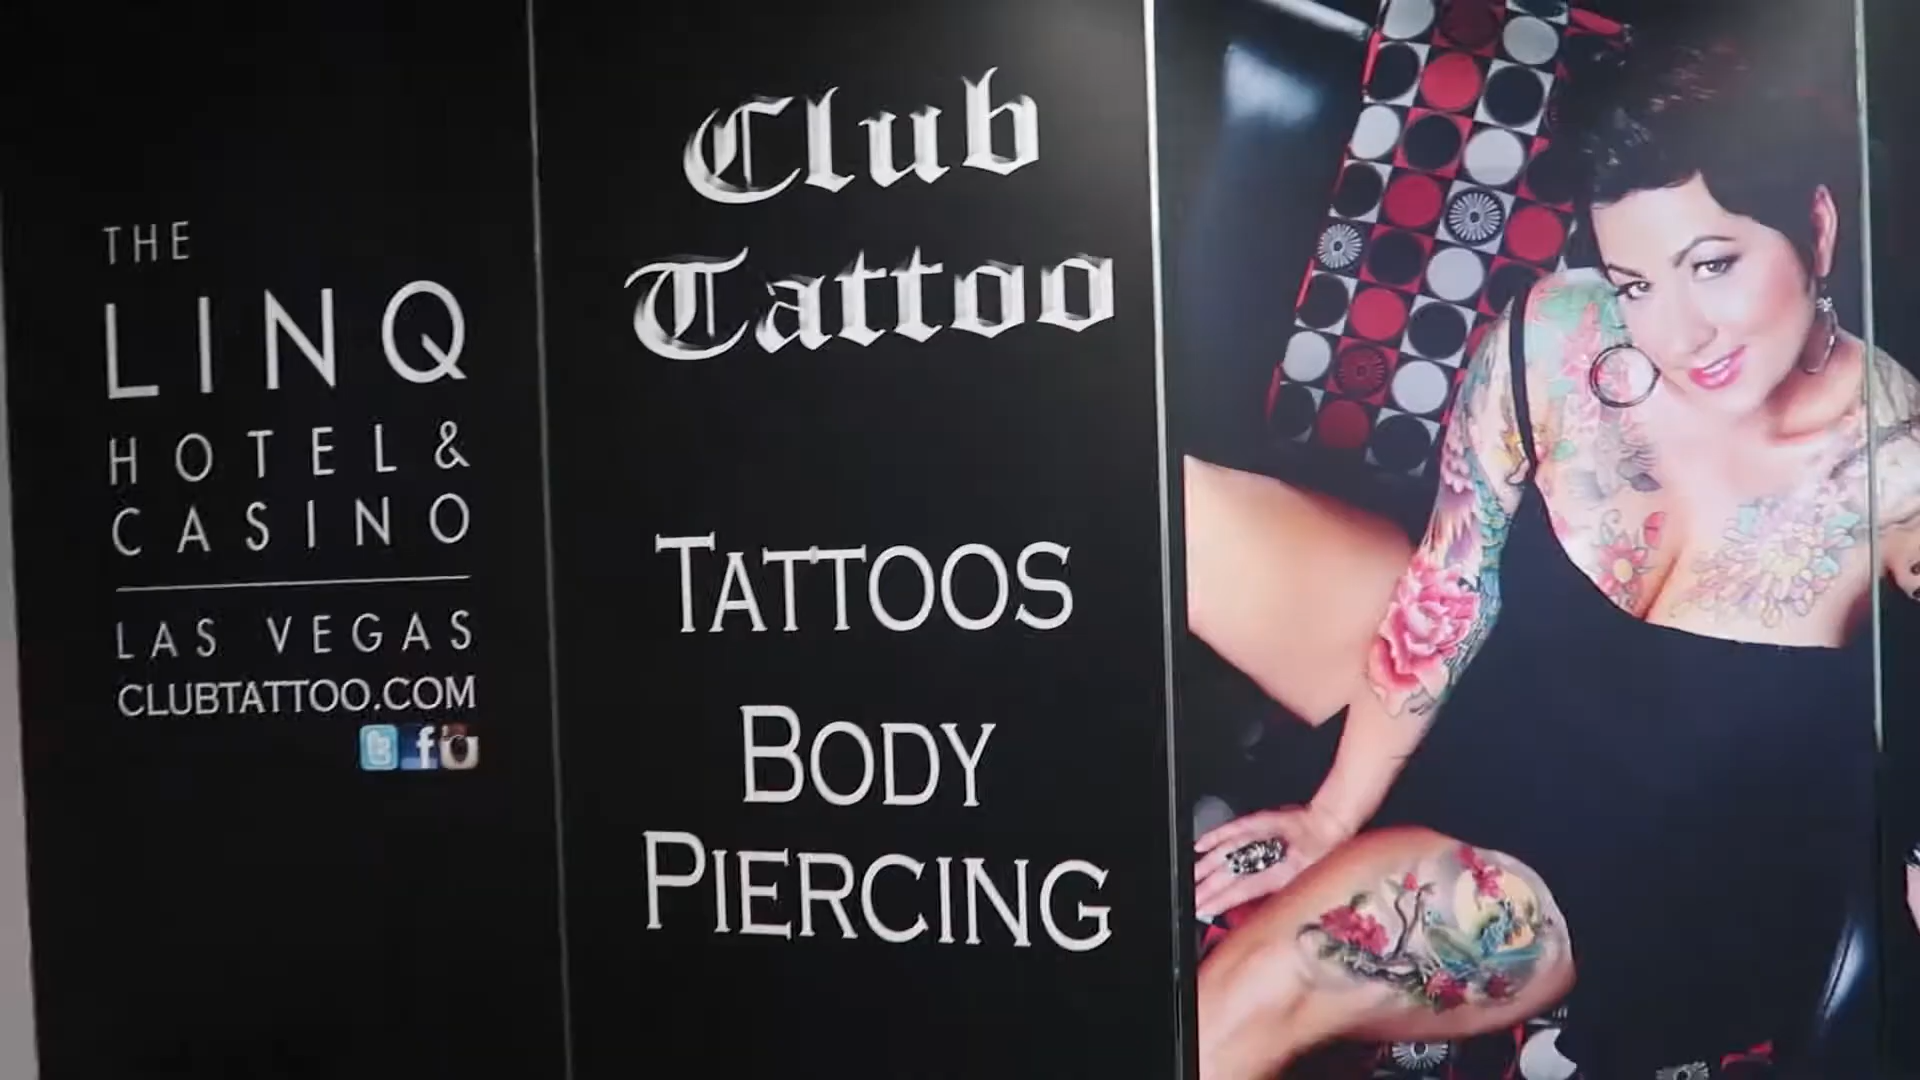 THE
LINQ
HOTEL &
CASINO
LAS VEGAS
CLUBTATTOO.COM
Club
Tattoo
TATTOOS
BODY
PIERCING